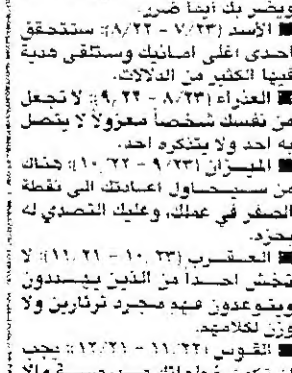 ويضر بك أيضاً ضرر.
■ الأسد (٧/٢٣ - ٨/٢٢): ستتحقق
احدى اغلى امانيك وستتلقى هدية
فيها الكثير من الدلالات.
■ العذراء (٨/٢٣ - ٩/٢٢): لا تجعل
من نفسك شخصاً معزولاً لا يتصل
به احد ولا يتذكره احد.
■ الميزان (٩/٢٣ - ١٠/٢٢): هناك
من سيحاول اعادتك الى نقطة
الصفر في عملك، وعليك التصدي له
بحزم.
■ العقرب (١٠/٢٣ - ١١/٢١): لا
تخش احداً من الذين يهددون
ويتوعدون فهم مجرد ثرثارين ولا
وزن لكلامهم.
■ القوس (١١/٢٢ - ١٢/٢١): يجب